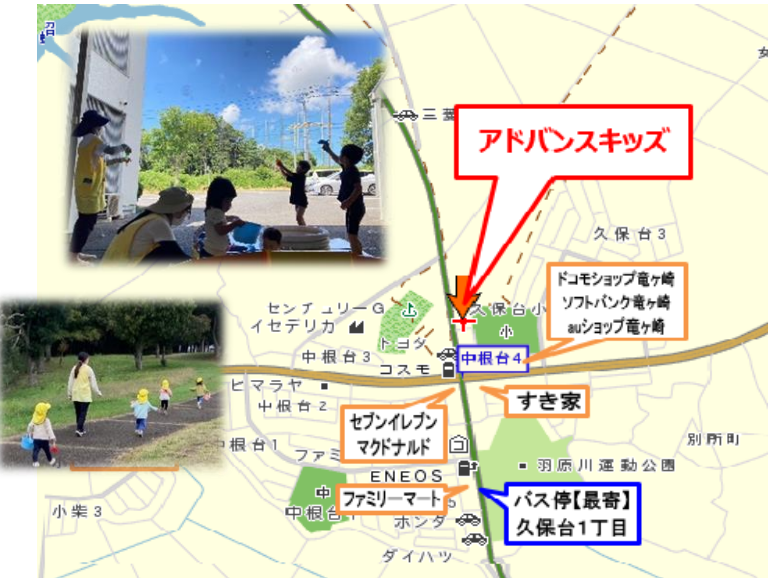 沼
女
三菱
アドバンスキッズ
久保台3
ドコモショップ竜ヶ崎
ソフトバンク竜ヶ崎
auショップ竜ヶ崎
センチュリーG
イセデリカ
久保台小
小
トヨタ
中根台3
コスモ
中根台4
ヒマラヤ
中根台2
すき家
セブンイレブン
マクドナルド
中根台1
ファミ
別所町
羽原川運動公園
ENEOS
ファミリーマート
小柴3
中
中根台
5
ホンダ
バス停【最寄】
久保台1丁目
ダイハツ